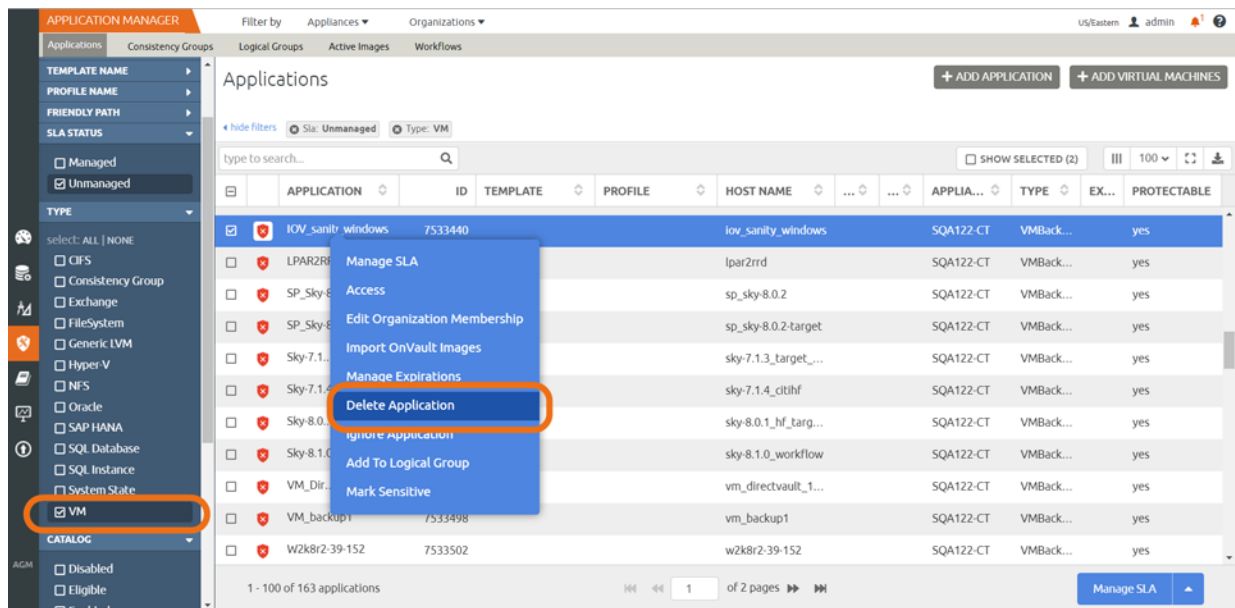 APPLICATION MANAGER Filter by Appliances Organizations US/Eastern admin 1
Applications Consistency Groups Logical Groups Active Images Workflows
TEMPLATE NAME
PROFILE NAME
FRIENDLY PATH
SLA STATUS
Managed
Unmanaged
TYPE
select: ALL | NONE
CIFS
Consistency Group
Exchange
FileSystem
Generic LVM
Hyper-V
NFS
Oracle
SAP HANA
SQL Database
SQL Instance
System State
VM
CATALOG
Disabled
Eligible
AGM
Applications
+ ADD APPLICATION + ADD VIRTUAL MACHINES
hide filters Sla: Unmanaged Type: VM
type to search... SHOW SELECTED (2) 100
APPLICATION ID TEMPLATE PROFILE HOST NAME ... ... APPLIA... TYPE EX... PROTECTABLE
IOV_sanity_windows 7533440 iov_sanity_windows SQA122-CT VMBack... yes
LPAR2RR lpar2rrd SQA122-CT VMBack... yes
SP_Sky-8 sp_sky-8.0.2 SQA122-CT VMBack... yes
SP_Sky-8 sp_sky-8.0.2-target SQA122-CT VMBack... yes
Sky-7.1.. sky-7.1.3_target_... SQA122-CT VMBack... yes
Sky-7.1.4 sky-7.1.4_citihf SQA122-CT VMBack... yes
Sky-8.0.. sky-8.0.1_hf_targ... SQA122-CT VMBack... yes
Sky-8.1.0 sky-8.1.0_workflow SQA122-CT VMBack... yes
VM_Dir... vm_directvault_1... SQA122-CT VMBack... yes
VM_backup1 7533498 vm_backup1 SQA122-CT VMBack... yes
W2k8r2-39-152 7533502 w2k8r2-39-152 SQA122-CT VMBack... yes
Manage SLA
Access
Edit Organization Membership
Import OnVault Images
Manage Expirations
Delete Application
Ignore Application
Add To Logical Group
Mark Sensitive
1 - 100 of 163 applications 1 of 2 pages Manage SLA